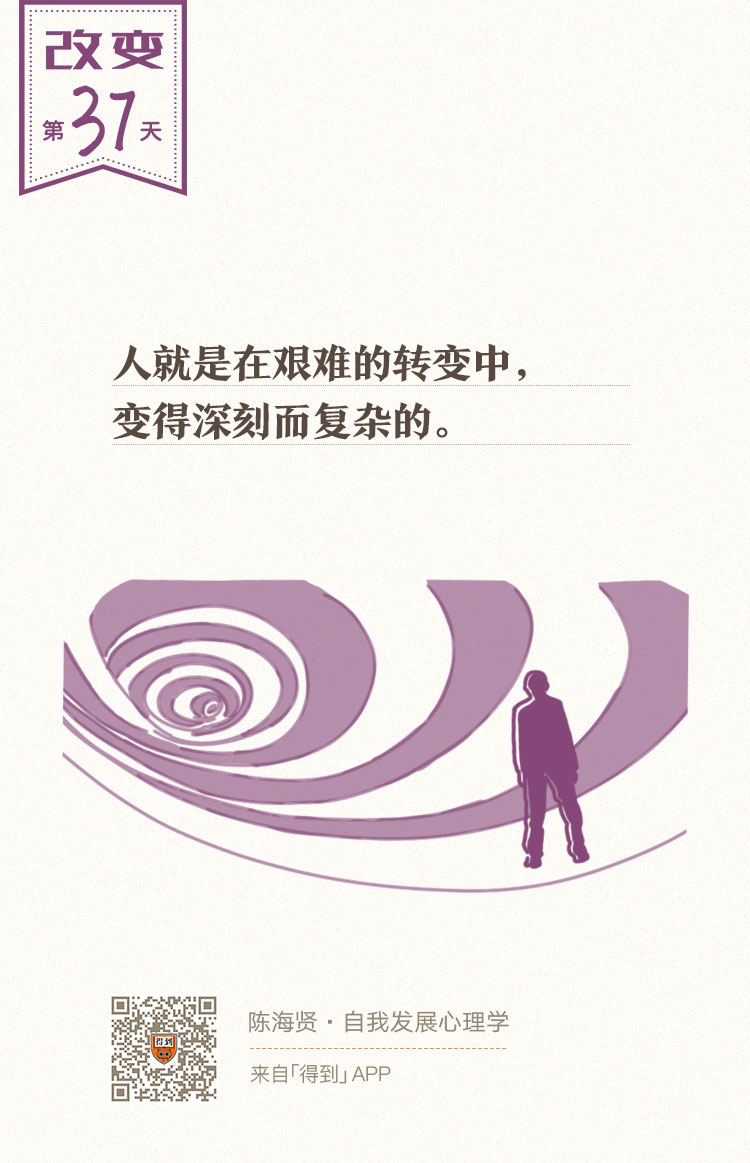 改变
第37天
人就是在艰难的转变中，
变得深刻而复杂的。
得到
陈海贤·自我发展心理学
来自「得到」APP